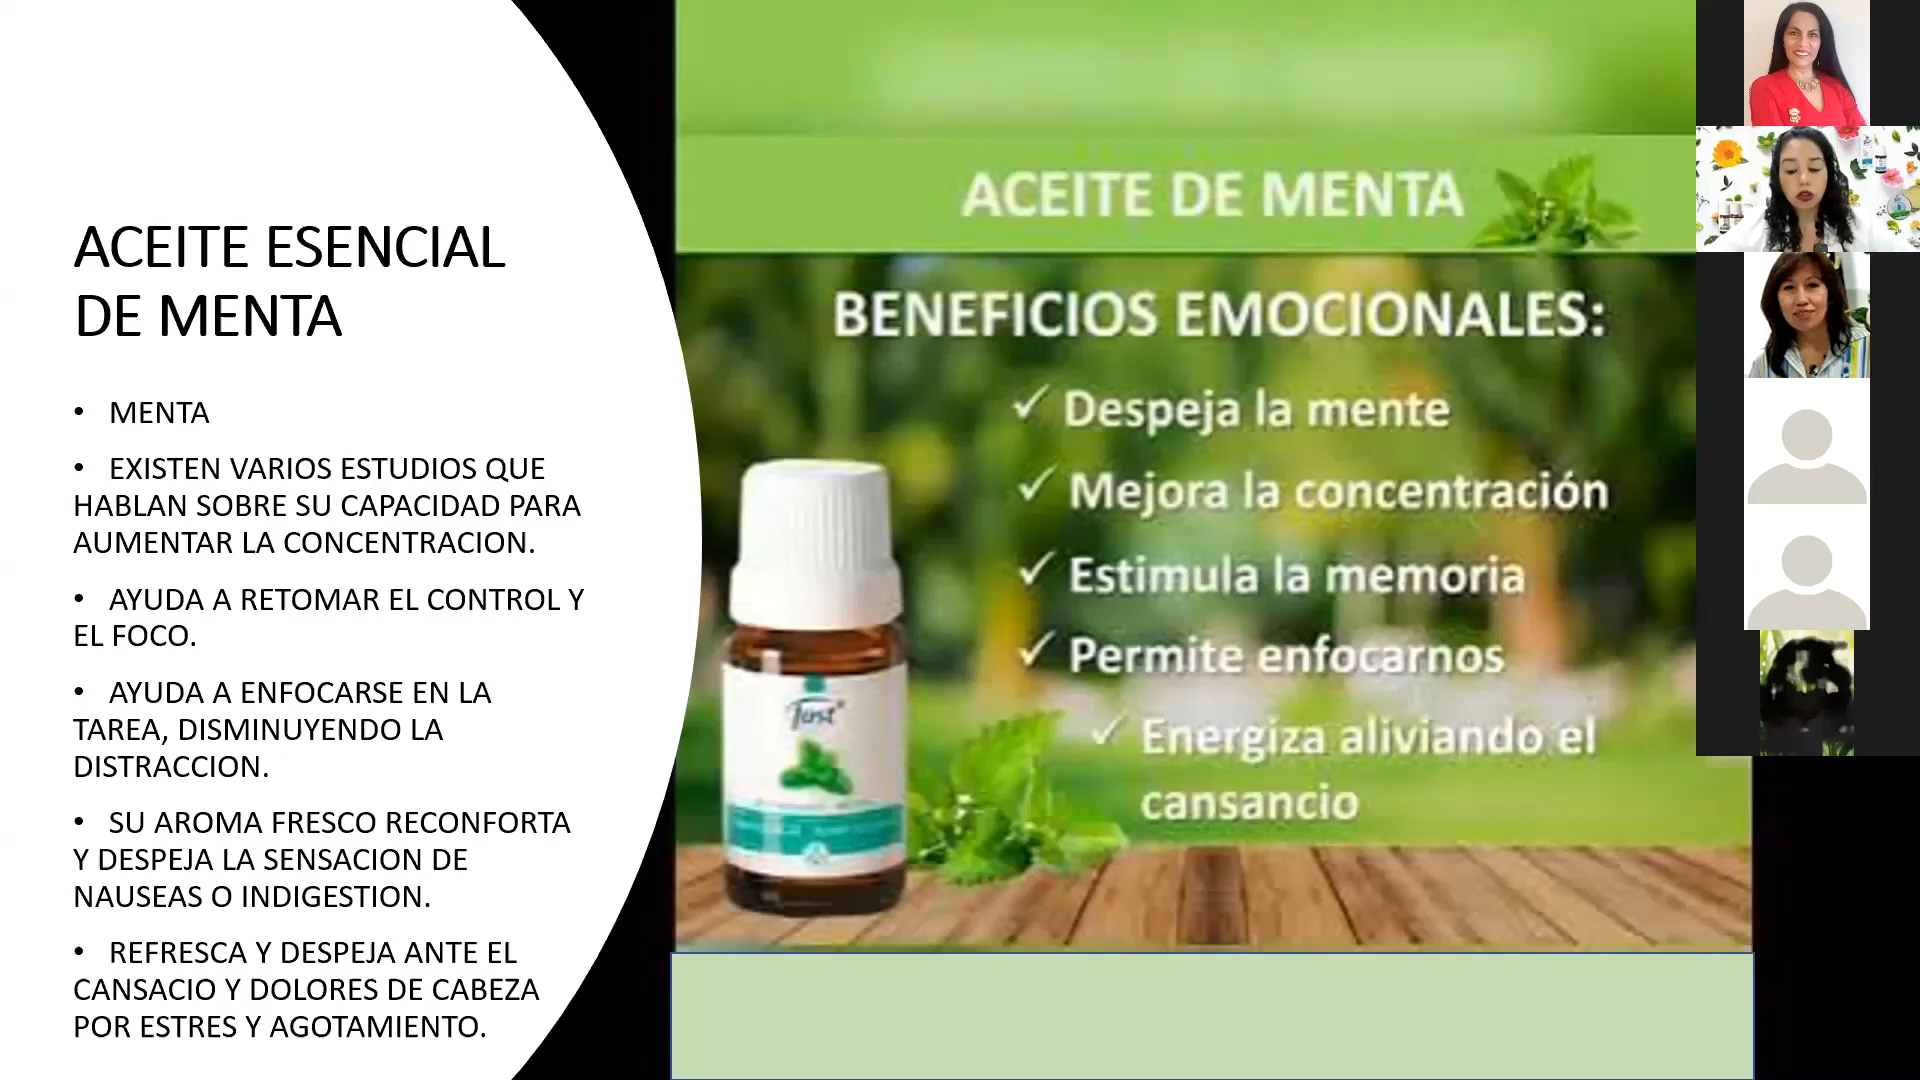 ACEITE ESENCIAL
DE MENTA
• MENTA
• EXISTEN VARIOS ESTUDIOS QUE
HABLAN SOBRE SU CAPACIDAD PARA
AUMENTAR LA CONCENTRACION.
• AYUDA A RETOMAR EL CONTROL Y
EL FOCO.
• AYUDA A ENFOCARSE EN LA
TAREA, DISMINUYENDO LA
DISTRACCION.
• SU AROMA FRESCO RECONFORTA
Y DESPEJA LA SENSACION DE
NAUSEAS O INDIGESTION.
• REFRESCA Y DESPEJA ANTE EL
CANSACIO Y DOLORES DE CABEZA
POR ESTRES Y AGOTAMIENTO.
ACEITE DE MENTA
BENEFICIOS EMOCIONALES:
✓ Despeja la mente
✓ Mejora la concentración
✓ Estimula la memoria
✓ Permite enfocarnos
✓ Energiza aliviando el
cansancio